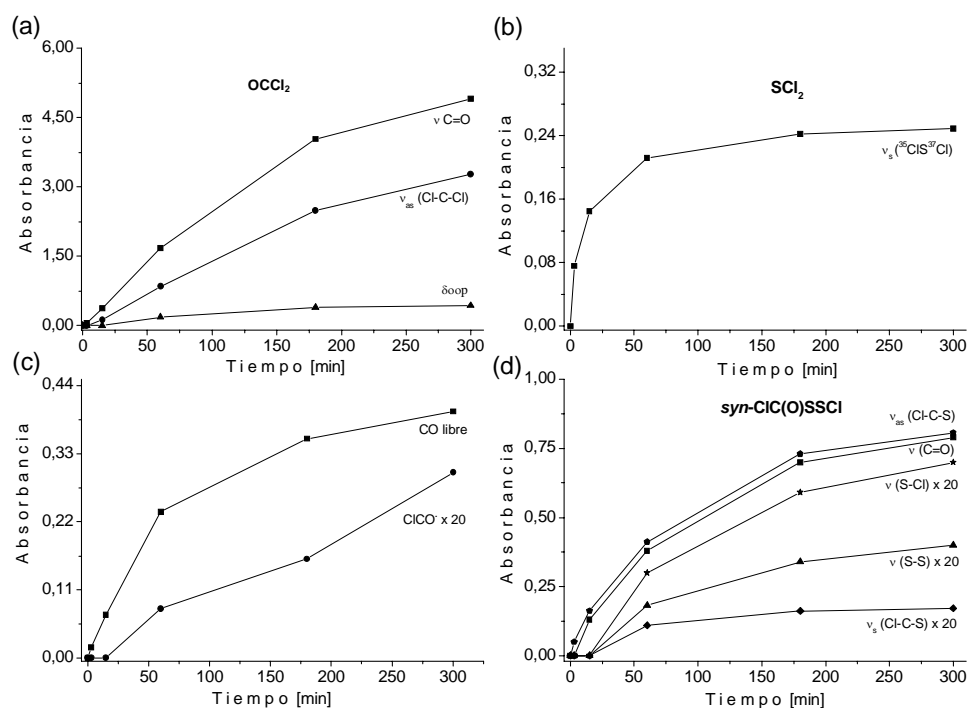 (a)
6,00
4,50
3,00
1,50
0,00
Absorbancia
OCCl₂
ν C=O
ν_as (Cl-C-Cl)
δoop
0 50 100 150 200 250 300
Tiempo [min]
(b)
0,32
0,24
0,16
0,08
0,00
Absorbancia
SCl₂
ν_s (³⁵ClS³⁷Cl)
0 50 100 150 200 250 300
Tiempo [min]
(c)
0,44
0,33
0,22
0,11
0,00
Absorbancia
CO libre
ClCO· x 20
0 50 100 150 200 250 300
Tiempo [min]
(d)
1,00
0,75
0,50
0,25
0,00
Absorbancia
syn-ClC(O)SSCl
ν_as (Cl-C-S)
ν (C=O)
ν (S-Cl) x 20
ν (S-S) x 20
ν_s (Cl-C-S) x 20
0 50 100 150 200 250 300
Tiempo [min]